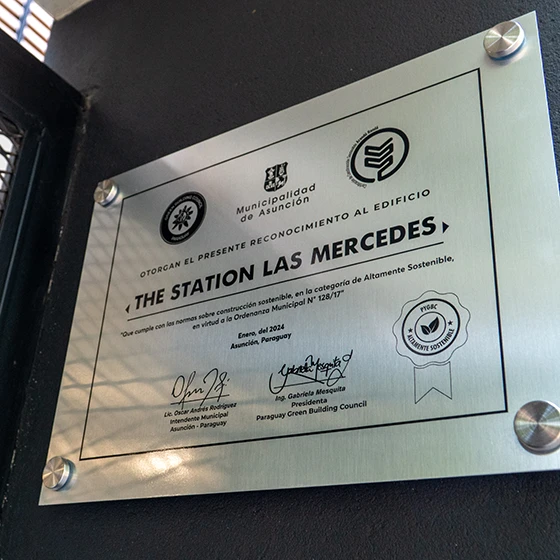 Municipalidad
de Asunción
OTORGAN EL PRESENTE RECONOCIMIENTO AL EDIFICIO
THE STATION LAS MERCEDES
"Que cumple con las normas sobre construcción sostenible, en la categoría de Altamente Sostenible,
en virtud a la Ordenanza Municipal N° 128/17"
Enero, del 2024
Asunción, Paraguay
PYGBC
ALTAMENTE SOSTENIBLE
Lic. Oscar Andrés Rodríguez
Intendente Municipal
Asunción - Paraguay
Ing. Gabriela Mesquita
Presidenta
Paraguay Green Building Council